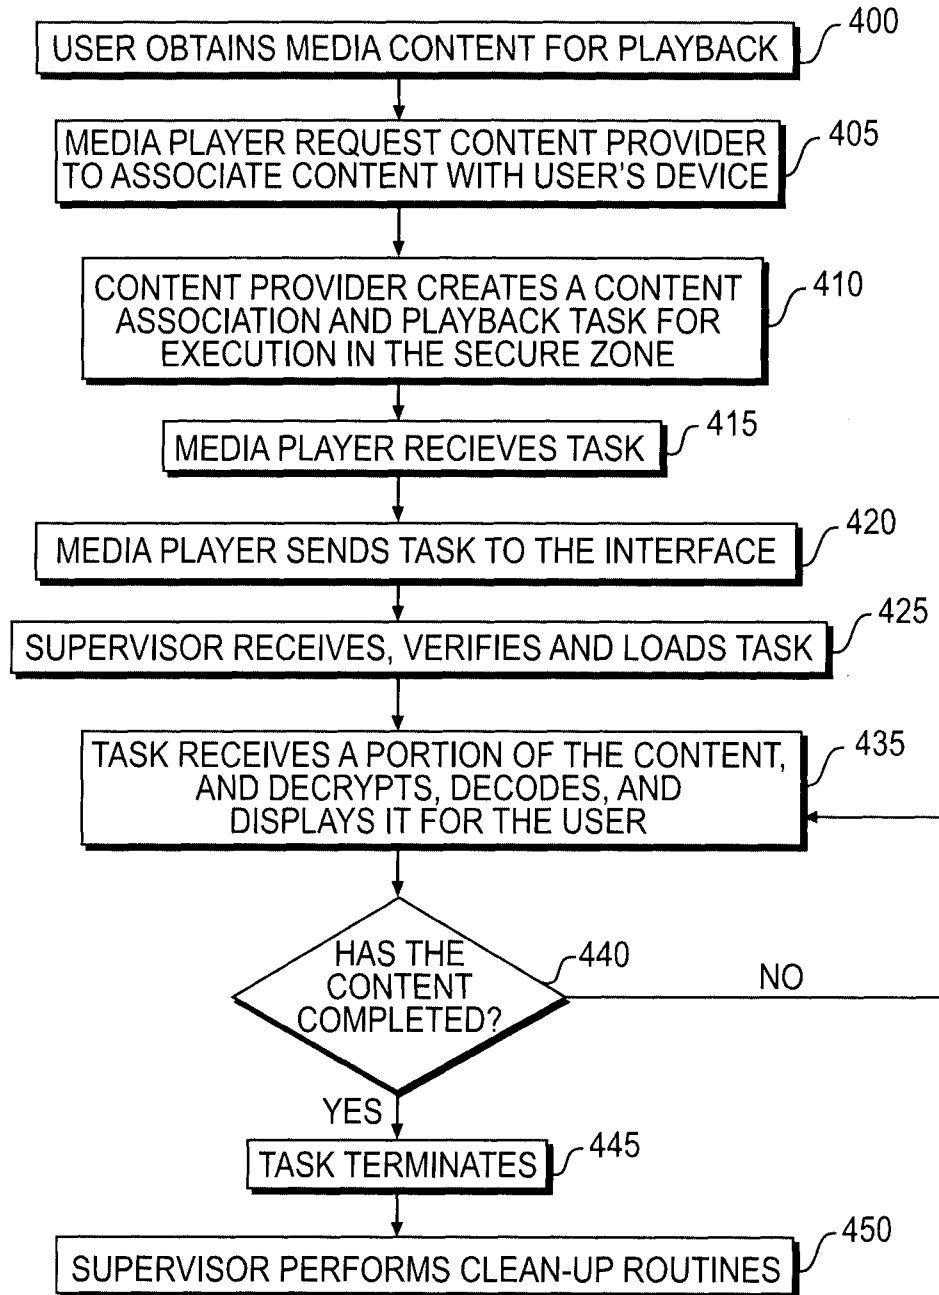 USER OBTAINS MEDIA CONTENT FOR PLAYBACK
400
MEDIA PLAYER REQUEST CONTENT PROVIDER
TO ASSOCIATE CONTENT WITH USER'S DEVICE
405
CONTENT PROVIDER CREATES A CONTENT
ASSOCIATION AND PLAYBACK TASK FOR
EXECUTION IN THE SECURE ZONE
410
MEDIA PLAYER RECIEVES TASK
415
MEDIA PLAYER SENDS TASK TO THE INTERFACE
420
SUPERVISOR RECEIVES, VERIFIES AND LOADS TASK
425
TASK RECEIVES A PORTION OF THE CONTENT,
AND DECRYPTS, DECODES, AND
DISPLAYS IT FOR THE USER
435
HAS THE
CONTENT
COMPLETED?
440
NO
YES
TASK TERMINATES
445
SUPERVISOR PERFORMS CLEAN-UP ROUTINES
450